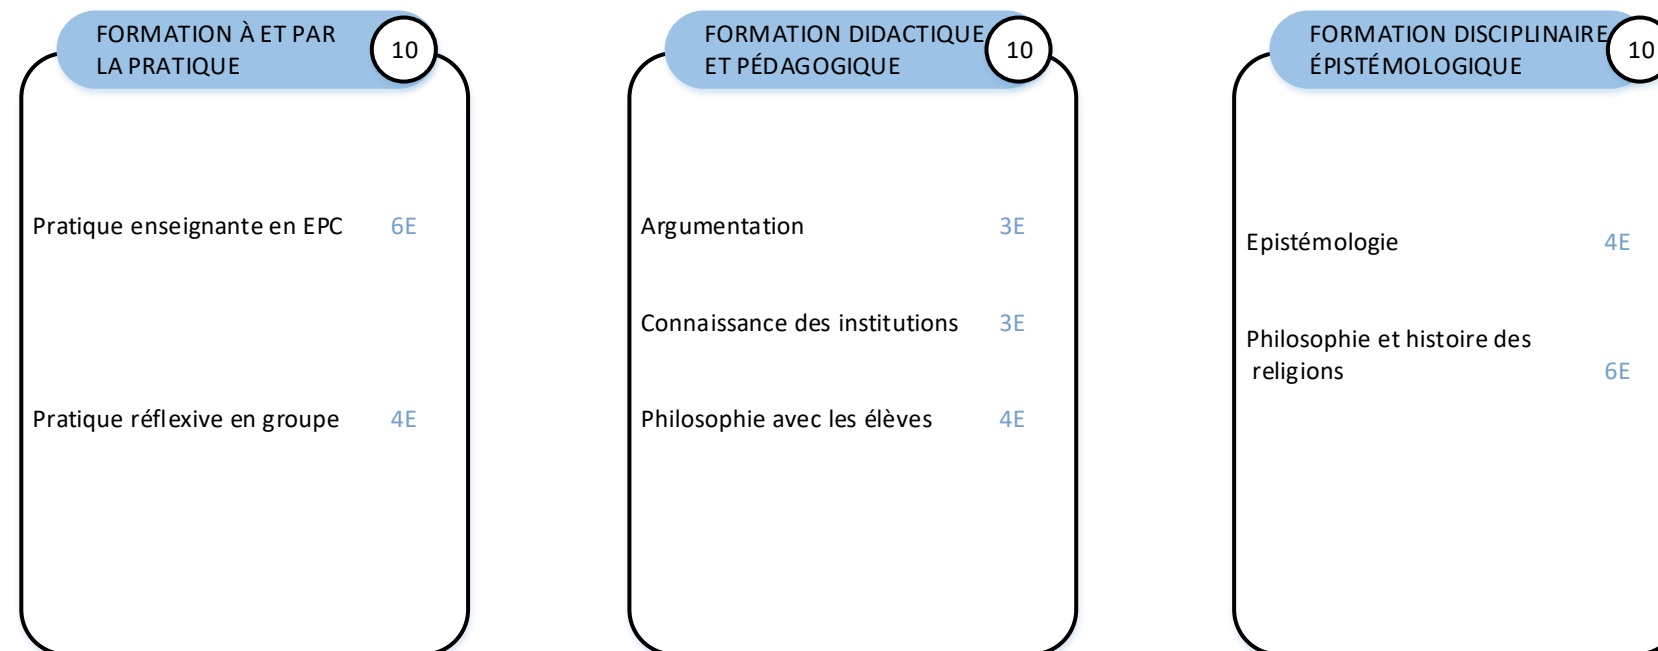 FORMATION À ET PAR
LA PRATIQUE
10
Pratique enseignante en EPC 6E
Pratique réflexive en groupe 4E
FORMATION DIDACTIQUE
ET PÉDAGOGIQUE
10
Argumentation 3E
Connaissance des institutions 3E
Philosophie avec les élèves 4E
FORMATION DISCIPLINAIRE
ÉPISTÉMOLOGIQUE
10
Epistémologie 4E
Philosophie et histoire des
religions 6E